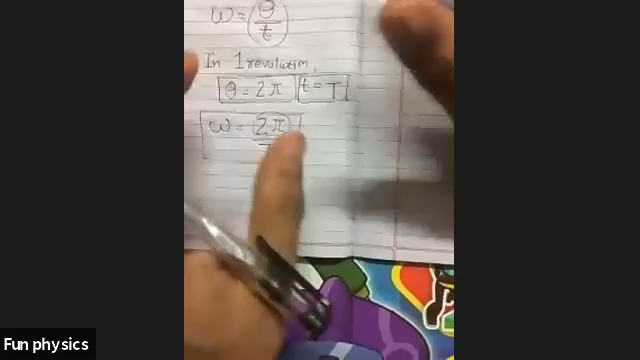 ω = θ/t
In 1 revolution,
θ = 2π t = T
ω = 2π
Fun physics